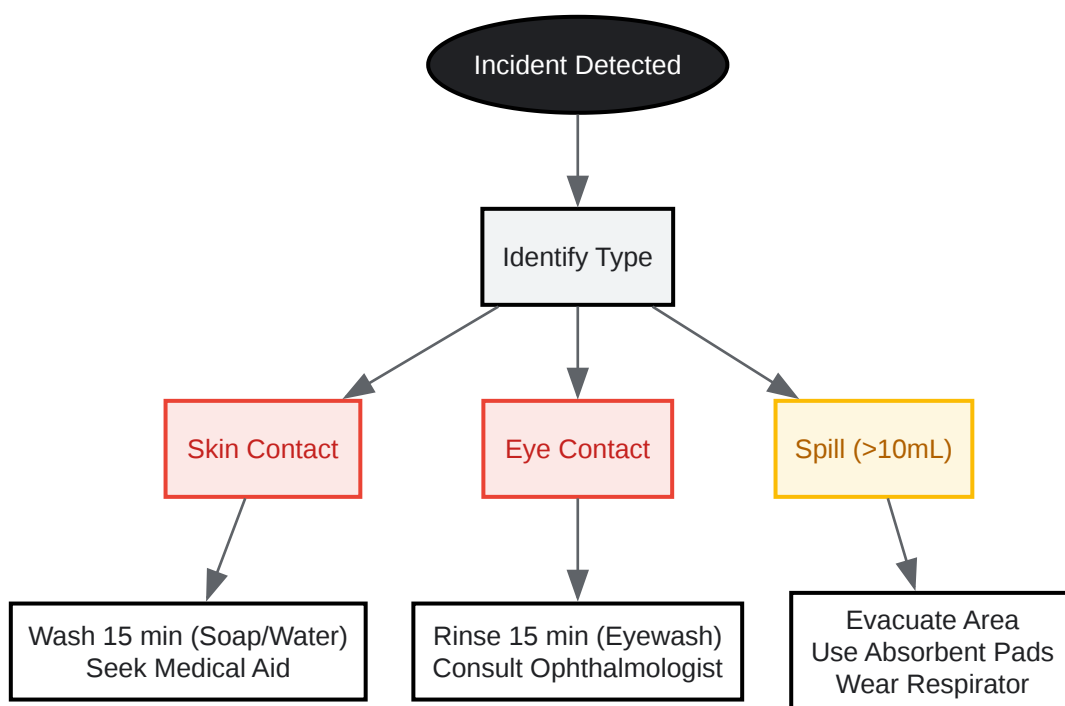 Incident Detected
Identify Type
Skin Contact
Eye Contact
Spill (>10mL)
Wash 15 min (Soap/Water)
Seek Medical Aid
Rinse 15 min (Eyewash)
Consult Ophthalmologist
Evacuate Area
Use Absorbent Pads
Wear Respirator